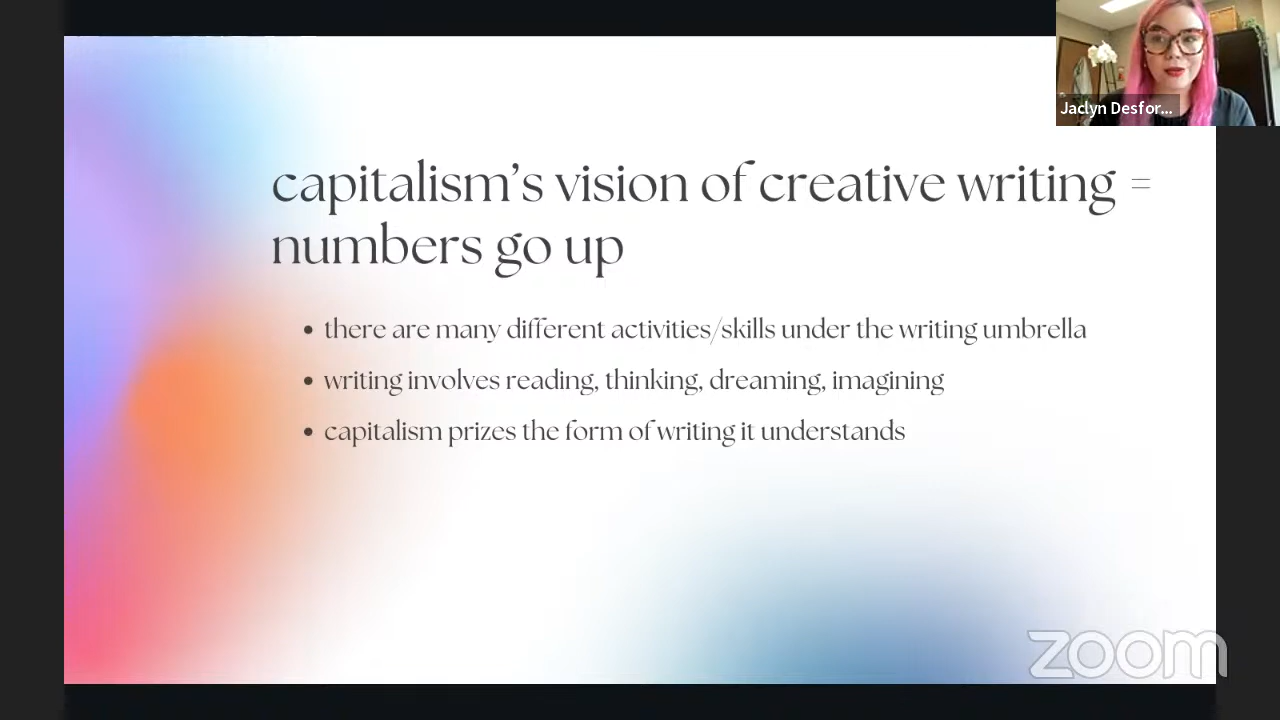 Jaclyn Desfor...
capitalism's vision of creative writing =
numbers go up
• there are many different activities/skills under the writing umbrella
• writing involves reading, thinking, dreaming, imagining
• capitalism prizes the form of writing it understands
zoom